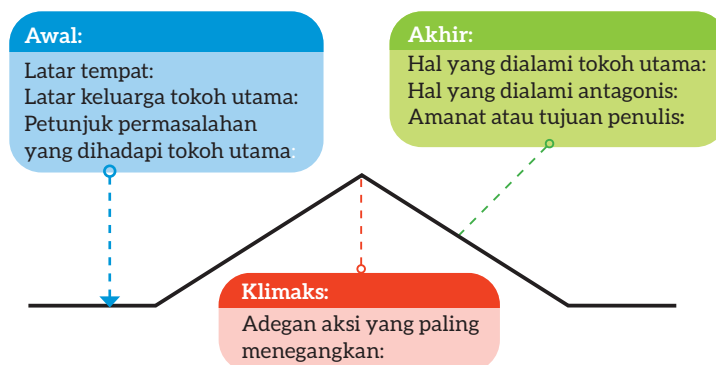 Awal:
Latar tempat:
Latar keluarga tokoh utama:
Petunjuk permasalahan
yang dihadapi tokoh utama:
Akhir:
Hal yang dialami tokoh utama:
Hal yang dialami antagonis:
Amanat atau tujuan penulis:
Klimaks:
Adegan aksi yang paling
menegangkan: